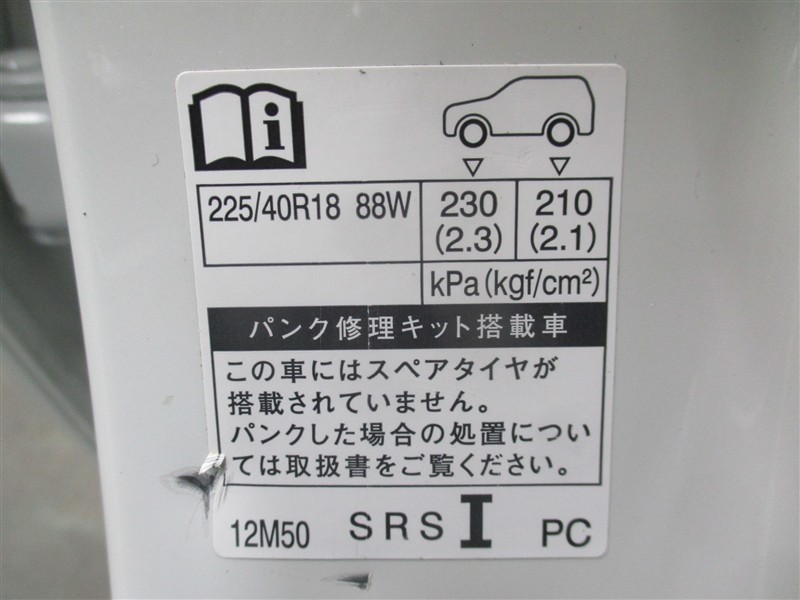 i
225/40R18 88W 230 210
(2.3) (2.1)
kPa(kgf/cm²)
パンク修理キット搭載車
この車にはスペアタイヤが
搭載されていません。
パンクした場合の処置につい
ては取扱書をご覧ください。
12M50 SRS I PC